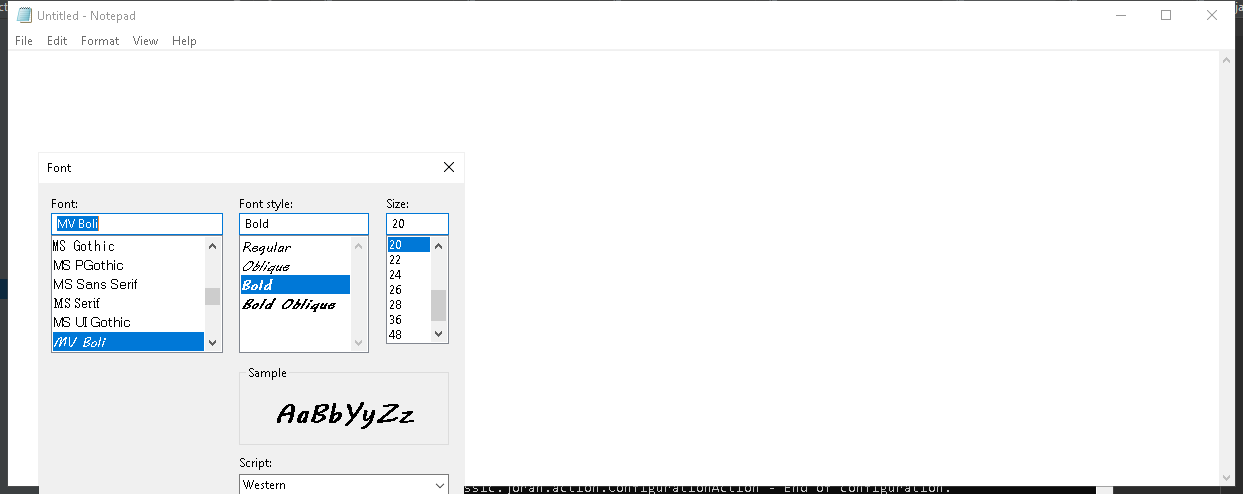 Untitled - Notepad
File Edit Format View Help
Font
Font: Font style: Size:
MV Boli Bold 20
MS Gothic Regular 20
MS PGothic Oblique 22
MS Sans Serif Bold 24
MS Serif Bold Oblique 26
MS UI Gothic 28
MV Boli 36
48
Sample
AaBbYyZz
Script:
Western
ssic.joran.action.ConfigurationAction - End of configuration.